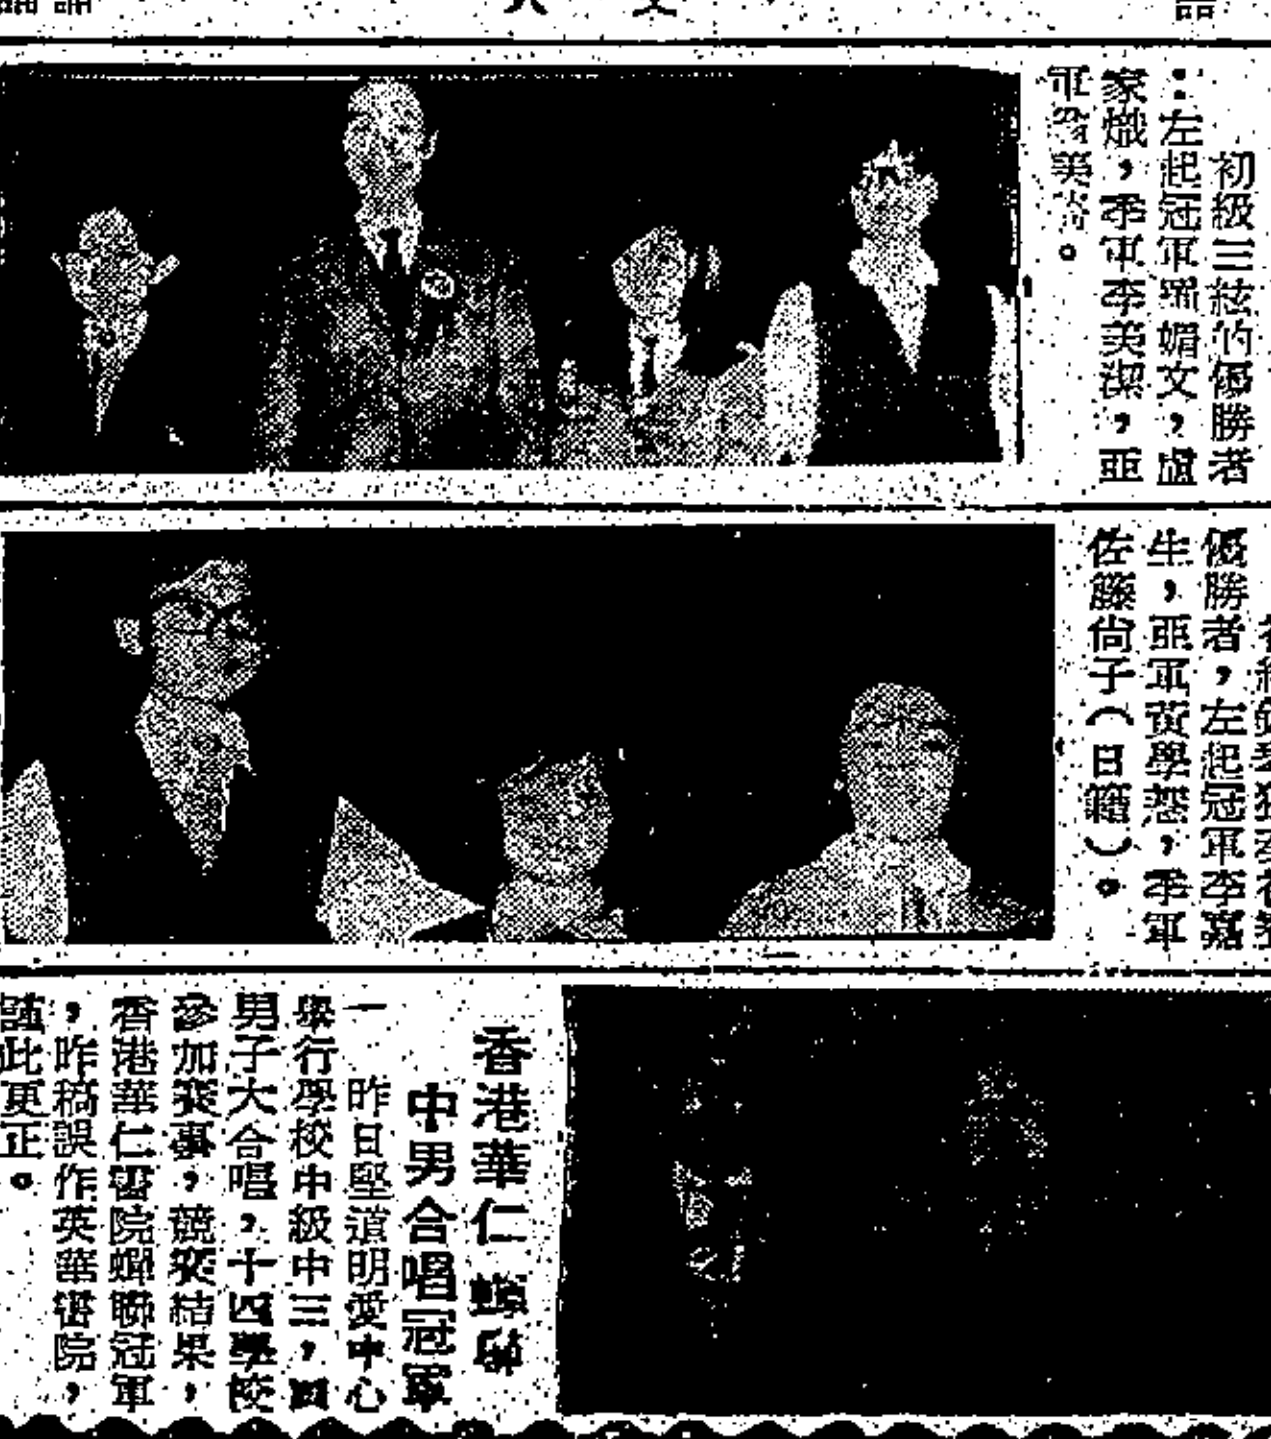 初級三絃的優勝者
：左起冠軍羅媚文，盧
家熾，季軍李美潔，亞
軍美
優勝者，左起冠軍李嘉
生，亞軍黃學慈，季軍
佐藤尙子（日籍）。
香港華仁蟬聯
中男合唱冠軍
昨日堅道明愛中心
舉行學校中級中三，四
男子大合唱，十四學校
參加賽事，競賽結果，
香港華仁書院蟬聯冠軍
，昨稿誤作英華書院，
謹此更正。